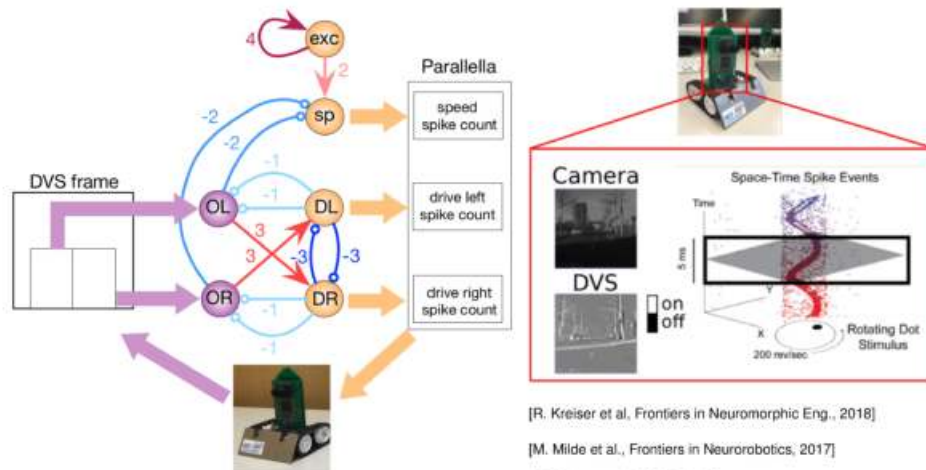 4
exc
2
Parallella
-2
sp
speed
spike count
-2
-1
DVS frame
OL
-1
DL
drive left
spike count
3
3
-3
-3
OR
-1
DR
drive right
spike count
-1
Camera
Space-Time Spike Events
Time
5 ms
DVS
on
off
Y
X
200 rev/sec
Rotating Dot
Stimulus
[R. Kreiser et al, Frontiers in Neuromorphic Eng., 2018]
[M. Milde et al., Frontiers in Neurorobotics, 2017]